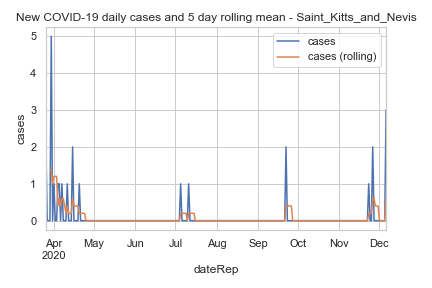 New COVID-19 daily cases and 5 day rolling mean - Saint_Kitts_and_Nevis
cases
cases (rolling)
5
4
3
2
1
0
cases
Apr May Jun Jul Aug Sep Oct Nov Dec
2020
dateRep